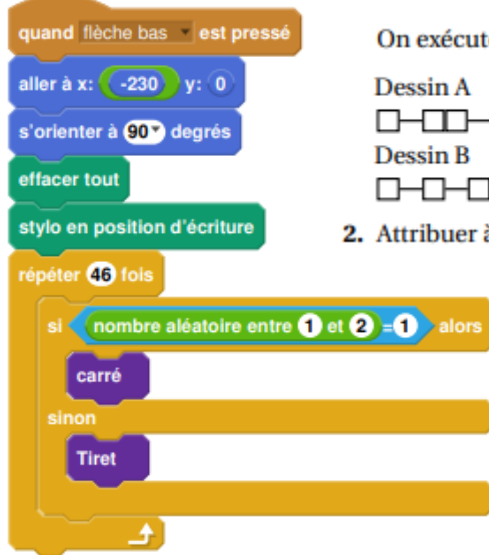 quand flèche bas est pressé
aller à x: -230 y: 0
s'orienter à 90 degrés
effacer tout
stylo en position d'écriture
répéter 46 fois
si nombre aléatoire entre 1 et 2 = 1 alors
carré
sinon
Tiret
On exécut
Dessin A
Dessin B
2. Attribuer à